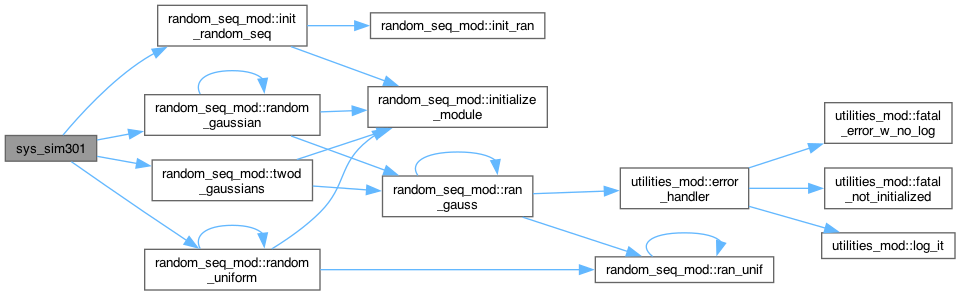 sys_sim301
random_seq_mod::init
_random_seq
random_seq_mod::init_ran
random_seq_mod::random
_gaussian
random_seq_mod::initialize
_module
random_seq_mod::twod
_gaussians
random_seq_mod::ran
_gauss
random_seq_mod::random
_uniform
random_seq_mod::ran_unif
utilities_mod::error
_handler
utilities_mod::fatal
_error_w_no_log
utilities_mod::fatal
_not_initialized
utilities_mod::log_it